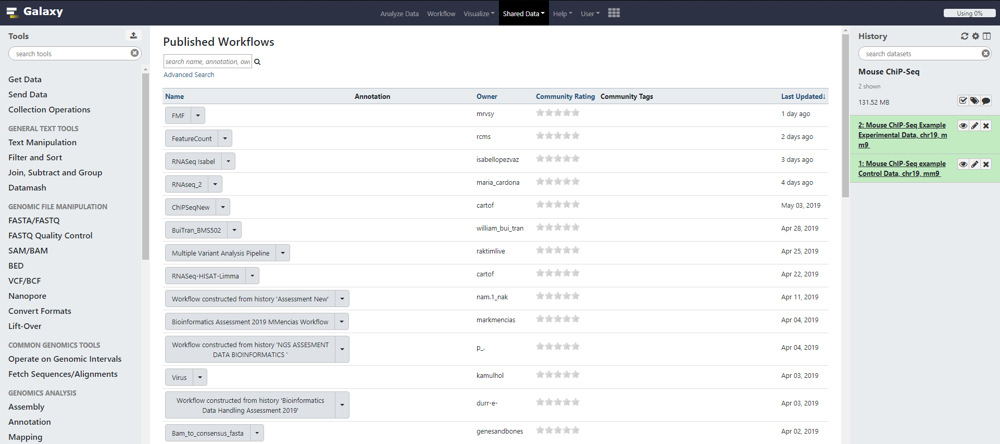 Galaxy
Analyze Data Workflow Visualize Shared Data Help User
Using 0%
Tools
search tools
Get Data
Send Data
Collection Operations
GENERAL TEXT TOOLS
Text Manipulation
Filter and Sort
Join, Subtract and Group
Datamash
GENOMIC FILE MANIPULATION
FASTA/FASTQ
FASTQ Quality Control
SAM/BAM
BED
VCF/BCF
Nanopore
Convert Formats
Lift-Over
COMMON GENOMICS TOOLS
Operate on Genomic Intervals
Fetch Sequences/Alignments
GENOMICS ANALYSIS
Assembly
Annotation
Mapping
Published Workflows
search name, annotation, owi
Advanced Search
Name Annotation Owner Community Rating Community Tags Last Updated↓
FMF mrvsy 1 day ago
FeatureCount rcms 2 days ago
RNASeq Isabel isabellopezvaz 3 days ago
RNAseq_2 maria_cardona 4 days ago
ChIPSeqNew cartof May 03, 2019
BuiTran_BMS502 william_bui_tran Apr 28, 2019
Multiple Variant Analysis Pipeline raktimlive Apr 25, 2019
RNASeq-HISAT-Limma cartof Apr 22, 2019
Workflow constructed from history 'Assessment New' nam.1_nak Apr 11, 2019
Bioinformatics Assessment 2019 MMencias Workflow markmencias Apr 04, 2019
Workflow constructed from history 'NGS ASSESMENT
DATA BIOINFORMATICS ' p_. Apr 04, 2019
Virus kamulhol Apr 03, 2019
Workflow constructed from history 'Bioinformatics
Data Handling Assessment 2019' durr-e- Apr 03, 2019
Bam_to_consensus_fasta genesandbones Apr 02, 2019
History
search datasets
Mouse ChiP-Seq
2 shown
131.52 MB
2: Mouse ChIP-Seq Example
Experimental Data, chr19, m
m9
1: Mouse ChIP-Seq example
Control Data, chr19, mm9